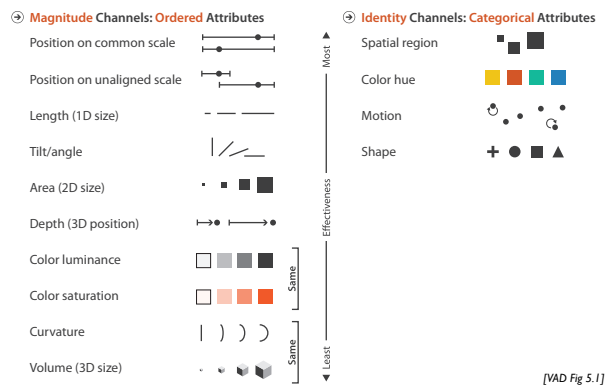 Magnitude Channels: Ordered Attributes
Position on common scale
Position on unaligned scale
Length (1D size)
Tilt/angle
Area (2D size)
Depth (3D position)
Color luminance
Color saturation
Curvature
Volume (3D size)
Same
Same
Most
Effectiveness
Least
Identity Channels: Categorical Attributes
Spatial region
Color hue
Motion
Shape
[VAD Fig 5.1]